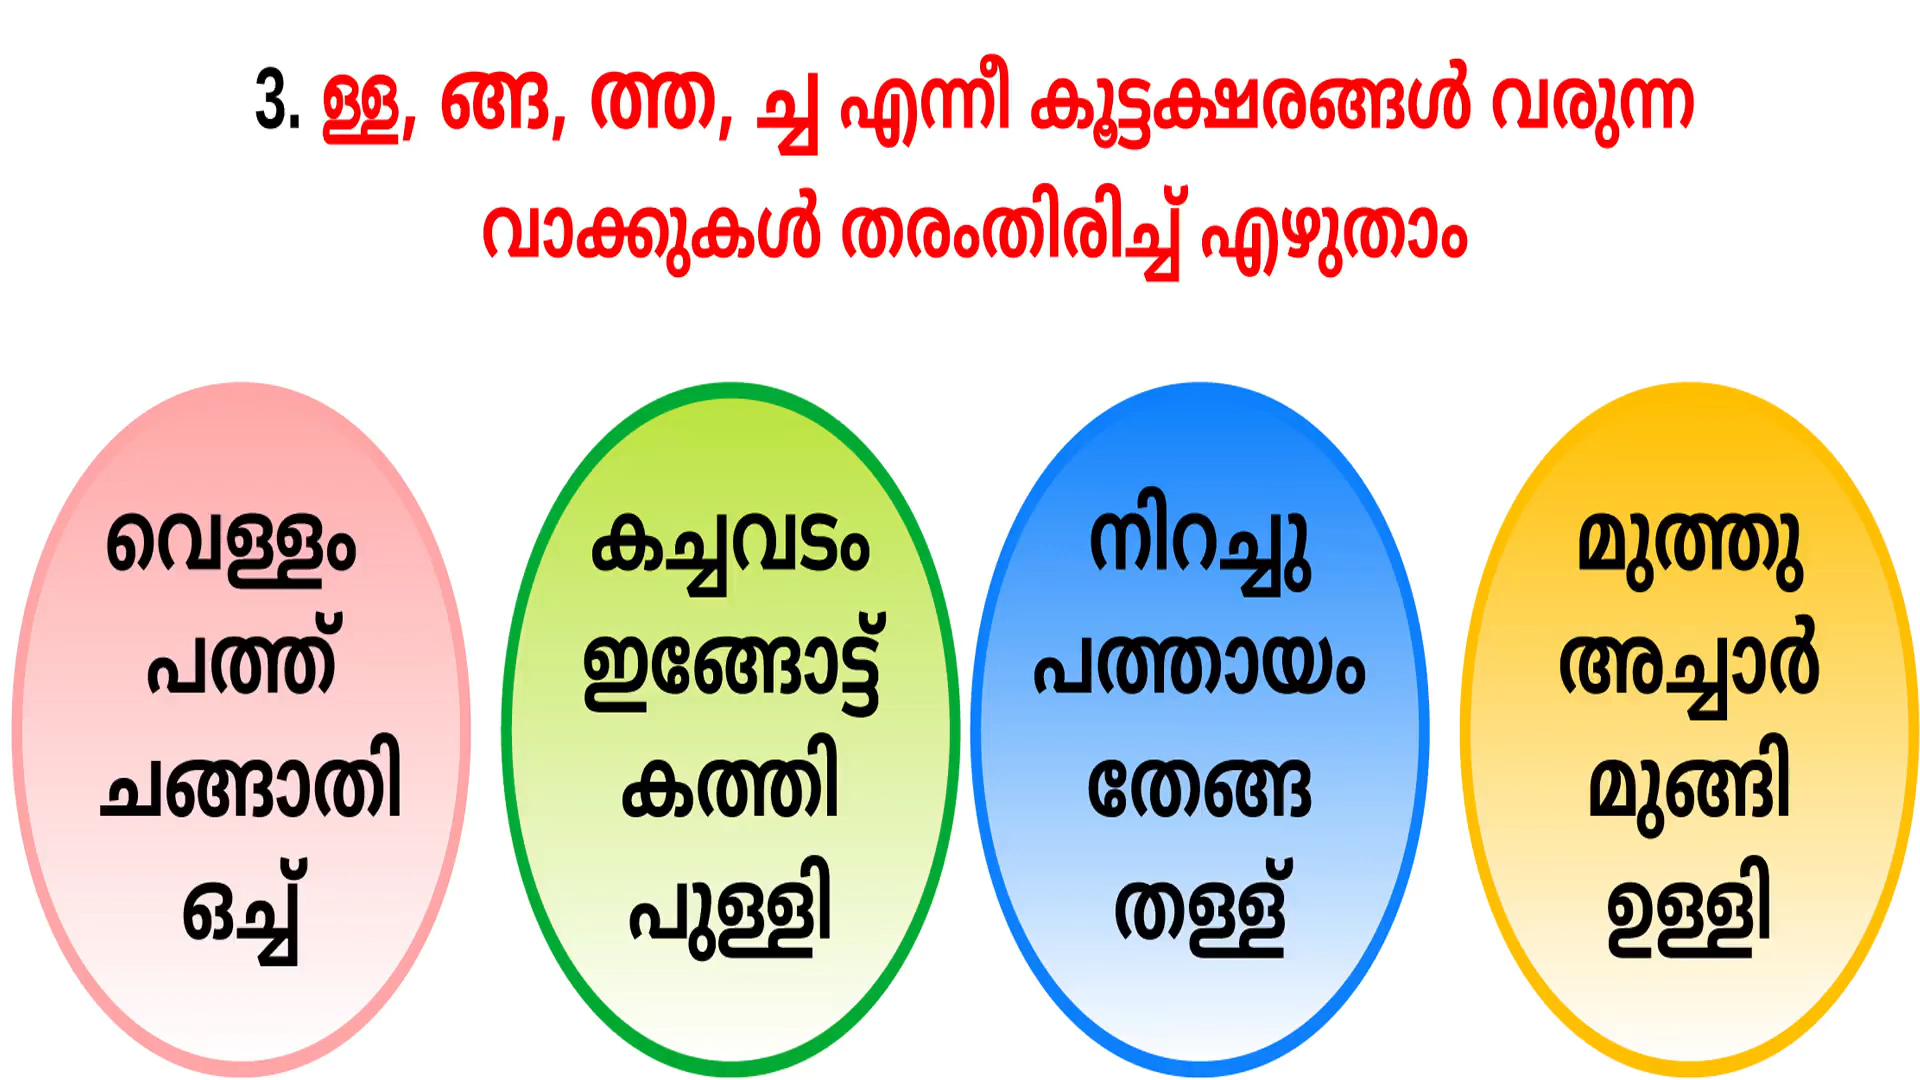 3. ള്ള, ങ്ങ, ത്ത, ച്ച എന്നീ കൂട്ടക്ഷരങ്ങൾ വരുന്ന
വാക്കുകൾ തരംതിരിച്ച് എഴുതാം
വെള്ളം
പത്ത്
ചങ്ങാതി
ഒച്ച്
കച്ചവടം
ഇങ്ങോട്ട്
കത്തി
പുള്ളി
നിറച്ചു
പത്തായം
തേങ്ങ
തള്ള്
മുത്തു
അച്ചാർ
മുങ്ങി
ഉള്ളി